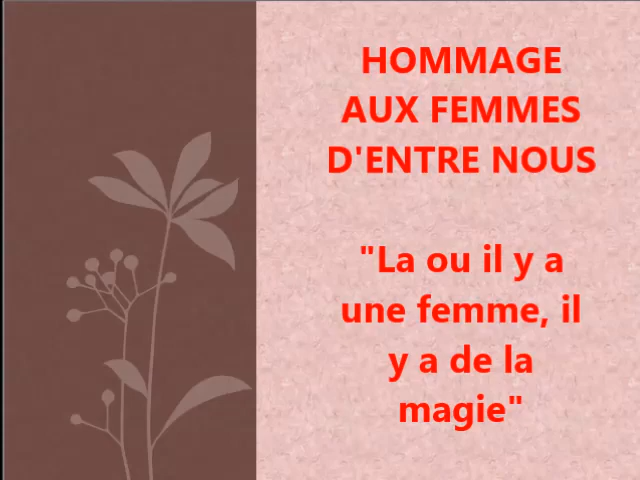 HOMMAGE
AUX FEMMES
D'ENTRE NOUS
"La ou il y a
une femme, il
y a de la
magie"